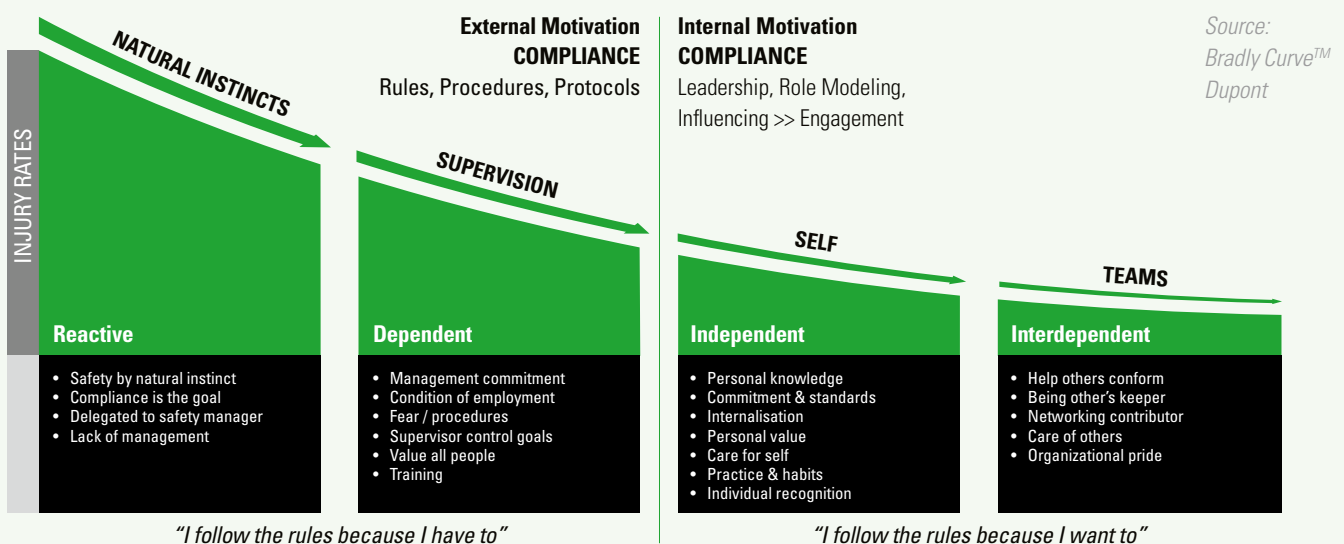 External Motivation
COMPLIANCE
Rules, Procedures, Protocols
Internal Motivation
COMPLIANCE
Leadership, Role Modeling,
Influencing >> Engagement
Source:
Bradly Curve™
Dupont
INJURY RATES
NATURAL INSTINCTS
SUPERVISION
SELF
TEAMS
Reactive
• Safety by natural instinct
• Compliance is the goal
• Delegated to safety manager
• Lack of management
Dependent
• Management commitment
• Condition of employment
• Fear / procedures
• Supervisor control goals
• Value all people
• Training
Independent
• Personal knowledge
• Commitment & standards
• Internalisation
• Personal value
• Care for self
• Practice & habits
• Individual recognition
Interdependent
• Help others conform
• Being other's keeper
• Networking contributor
• Care of others
• Organizational pride
“I follow the rules because I have to”
“I follow the rules because I want to”